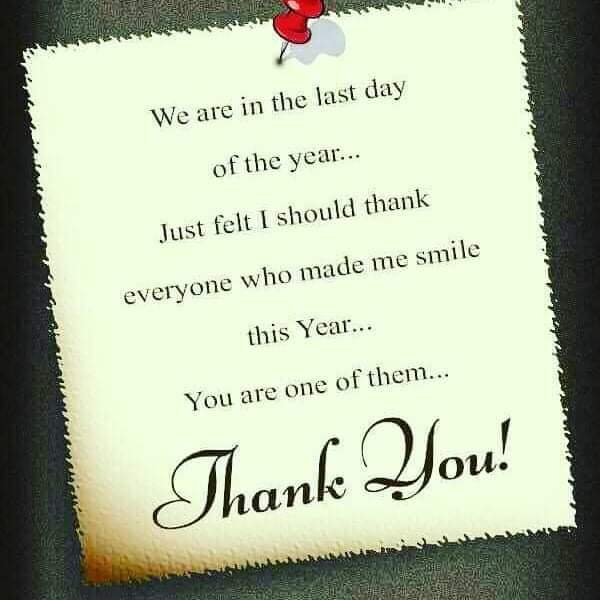 We are in the last day
of the year...
Just felt I should thank
everyone who made me smile
this Year...
You are one of them...
Thank You!